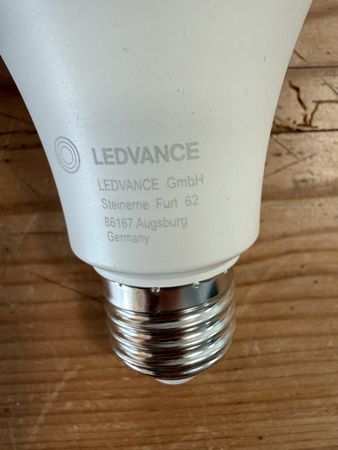 LEDVANCE
LEDVANCE GmbH
Steinerne Furt 62
86167 Augsburg
Germany